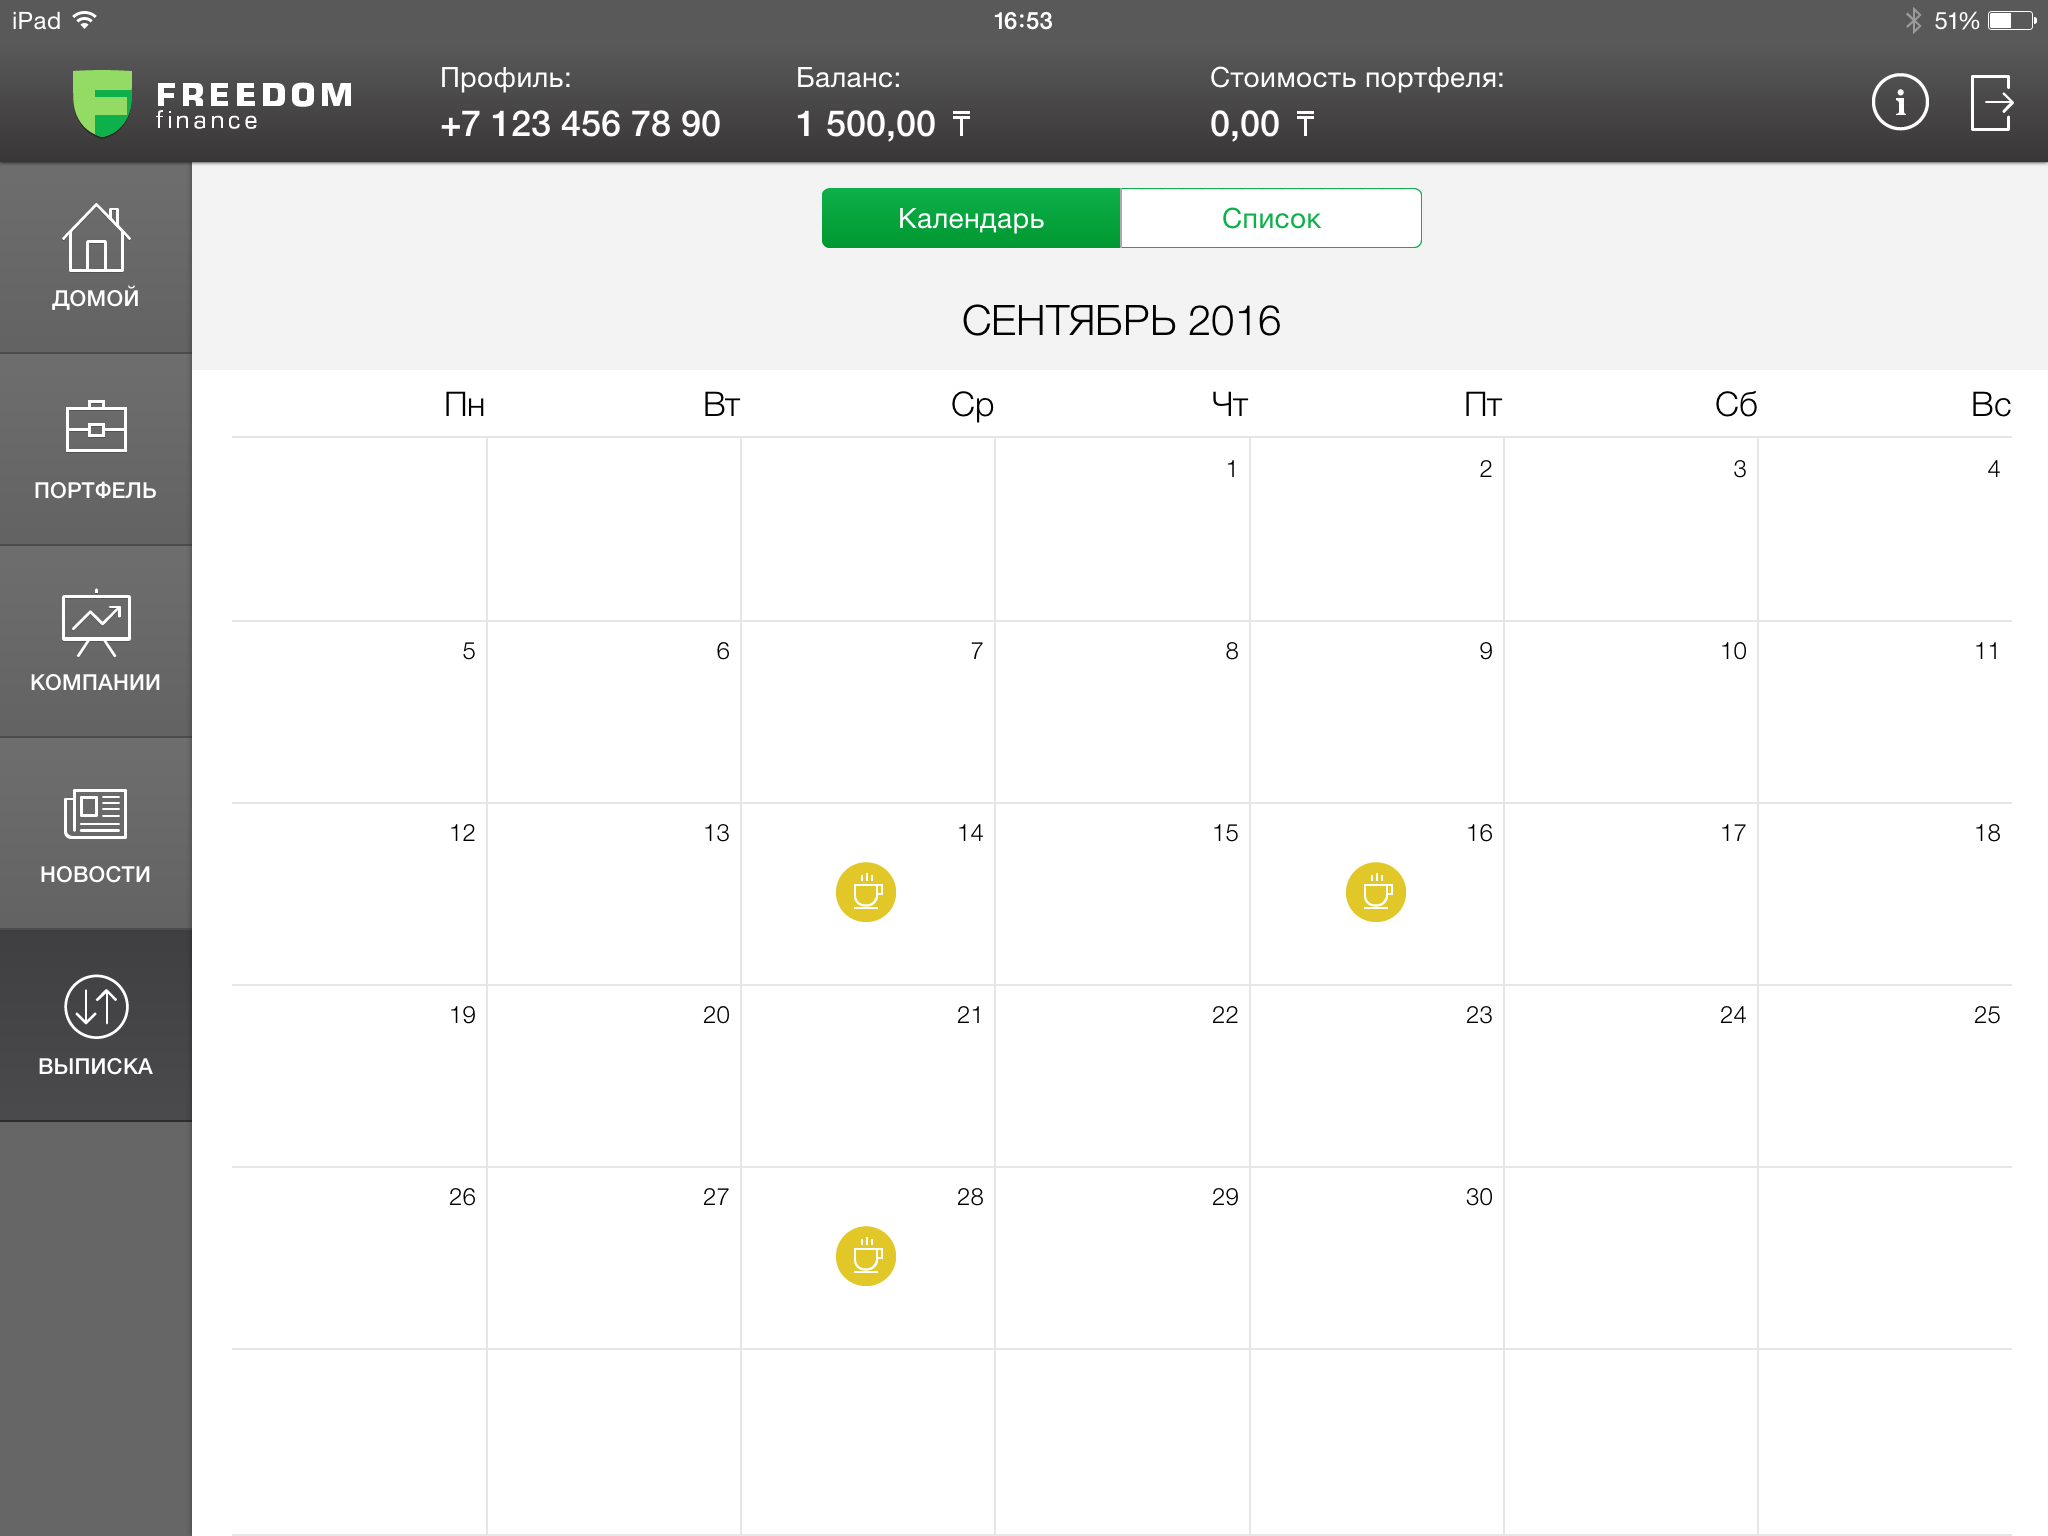 iPad 16:53 51%
FREEDOM
finance
Профиль: Баланс: Стоимость портфеля:
+7 123 456 78 90 1 500,00 ₸ 0,00 ₸
ДОМОЙ
ПОРТФЕЛЬ
КОМПАНИИ
НОВОСТИ
ВЫПИСКА
Календарь Список
СЕНТЯБРЬ 2016
Пн Вт Ср Чт Пт Сб Вс
1 2 3 4
5 6 7 8 9 10 11
12 13 14 15 16 17 18
19 20 21 22 23 24 25
26 27 28 29 30